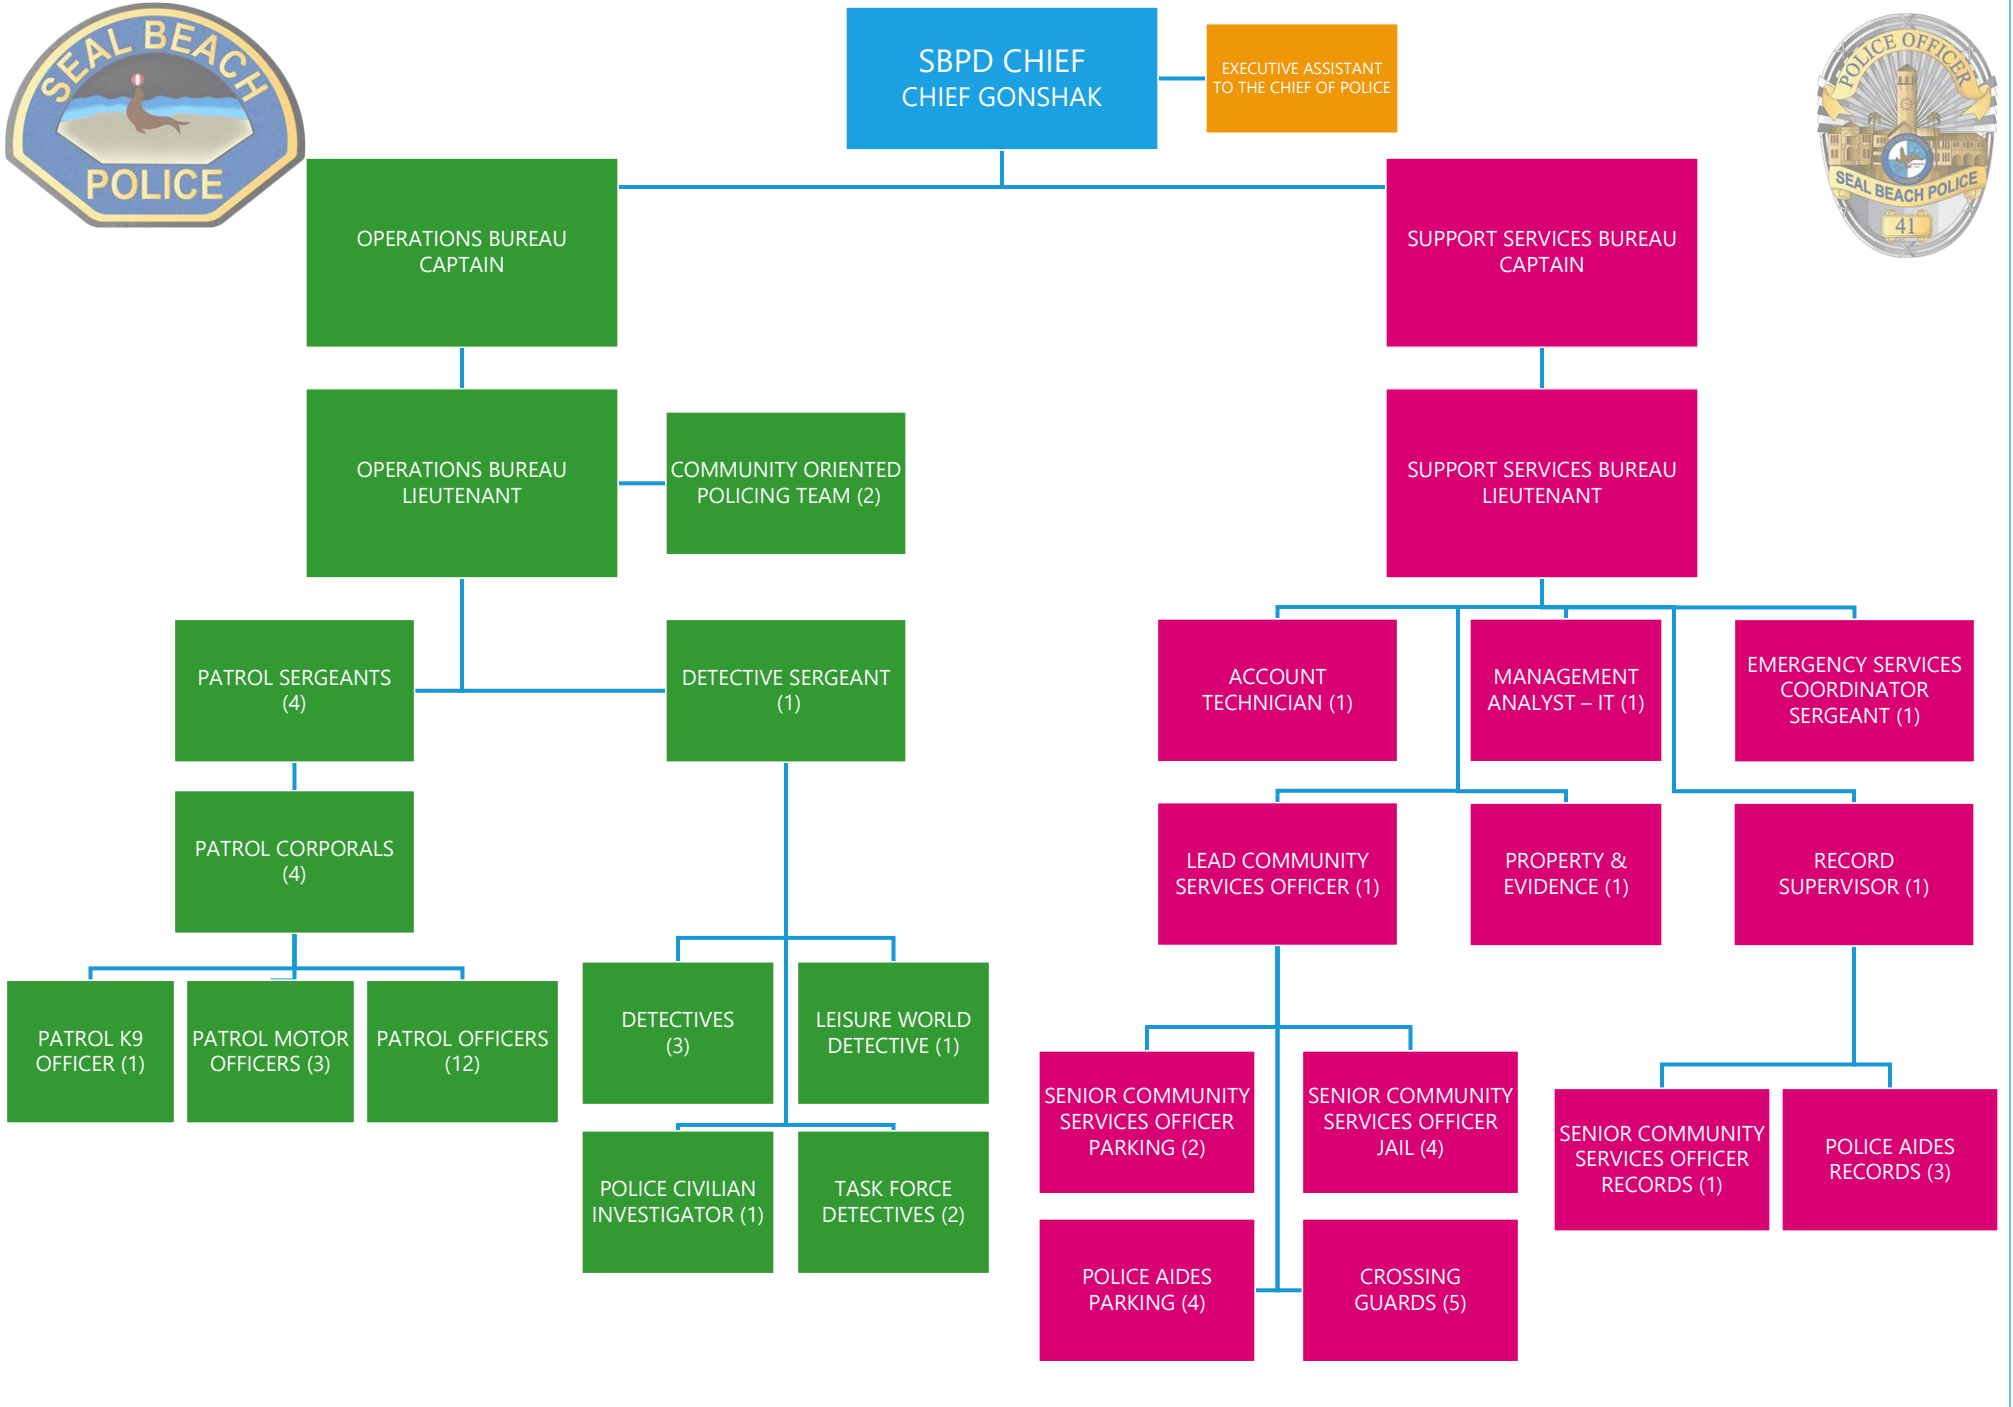 SEAL BEACH
POLICE
SBPD CHIEF
CHIEF GONSHAK
EXECUTIVE ASSISTANT
TO THE CHIEF OF POLICE
POLICE OFFICER
SEAL BEACH POLICE
41
OPERATIONS BUREAU
CAPTAIN
SUPPORT SERVICES BUREAU
CAPTAIN
OPERATIONS BUREAU
LIEUTENANT
COMMUNITY ORIENTED
POLICING TEAM (2)
SUPPORT SERVICES BUREAU
LIEUTENANT
PATROL SERGEANTS
(4)
DETECTIVE SERGEANT
(1)
ACCOUNT
TECHNICIAN (1)
MANAGEMENT
ANALYST – IT (1)
EMERGENCY SERVICES
COORDINATOR
SERGEANT (1)
PATROL CORPORALS
(4)
LEAD COMMUNITY
SERVICES OFFICER (1)
PROPERTY &
EVIDENCE (1)
RECORD
SUPERVISOR (1)
PATROL K9
OFFICER (1)
PATROL MOTOR
OFFICERS (3)
PATROL OFFICERS
(12)
DETECTIVES
(3)
LEISURE WORLD
DETECTIVE (1)
SENIOR COMMUNITY
SERVICES OFFICER
PARKING (2)
SENIOR COMMUNITY
SERVICES OFFICER
JAIL (4)
SENIOR COMMUNITY
SERVICES OFFICER
RECORDS (1)
POLICE AIDES
RECORDS (3)
POLICE CIVILIAN
INVESTIGATOR (1)
TASK FORCE
DETECTIVES (2)
POLICE AIDES
PARKING (4)
CROSSING
GUARDS (5)